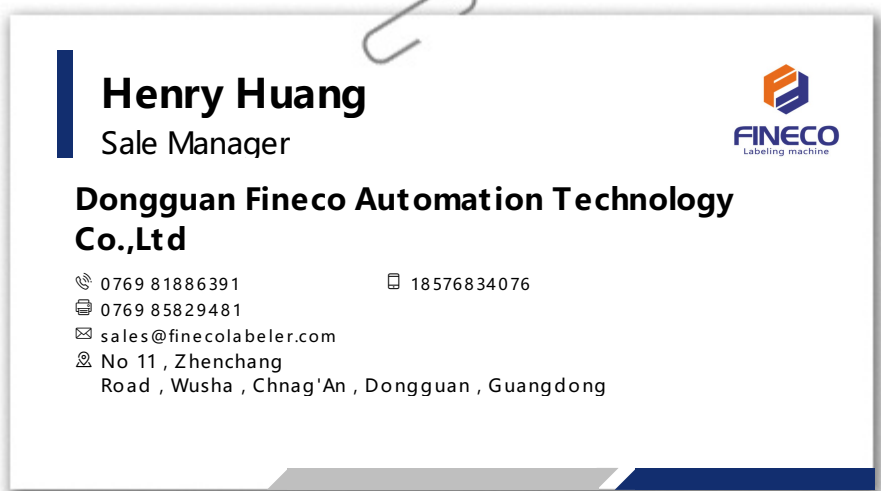 Henry Huang
Sale Manager
FINECO
Labeling machine
Dongguan Fineco Automation Technology
Co.,Ltd
0769 81886391
18576834076
0769 85829481
sales@finecolabeler.com
No 11 , Zhenchang
Road , Wusha , Chnag'An , Dongguan , Guangdong